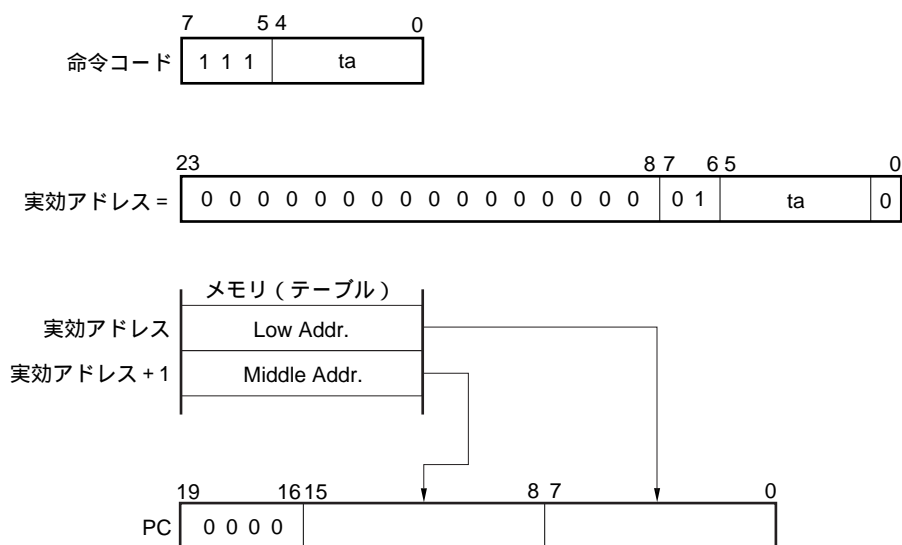 7 5 4 0
命令コード 1 1 1 ta
23 8 7 6 5 0
実効アドレス = 0 0 0 0 0 0 0 0 0 0 0 0 0 0 0 0 0 1 ta 0
メモリ（テーブル）
実効アドレス Low Addr.
実効アドレス + 1 Middle Addr.
19 16 15 8 7 0
PC 0 0 0 0